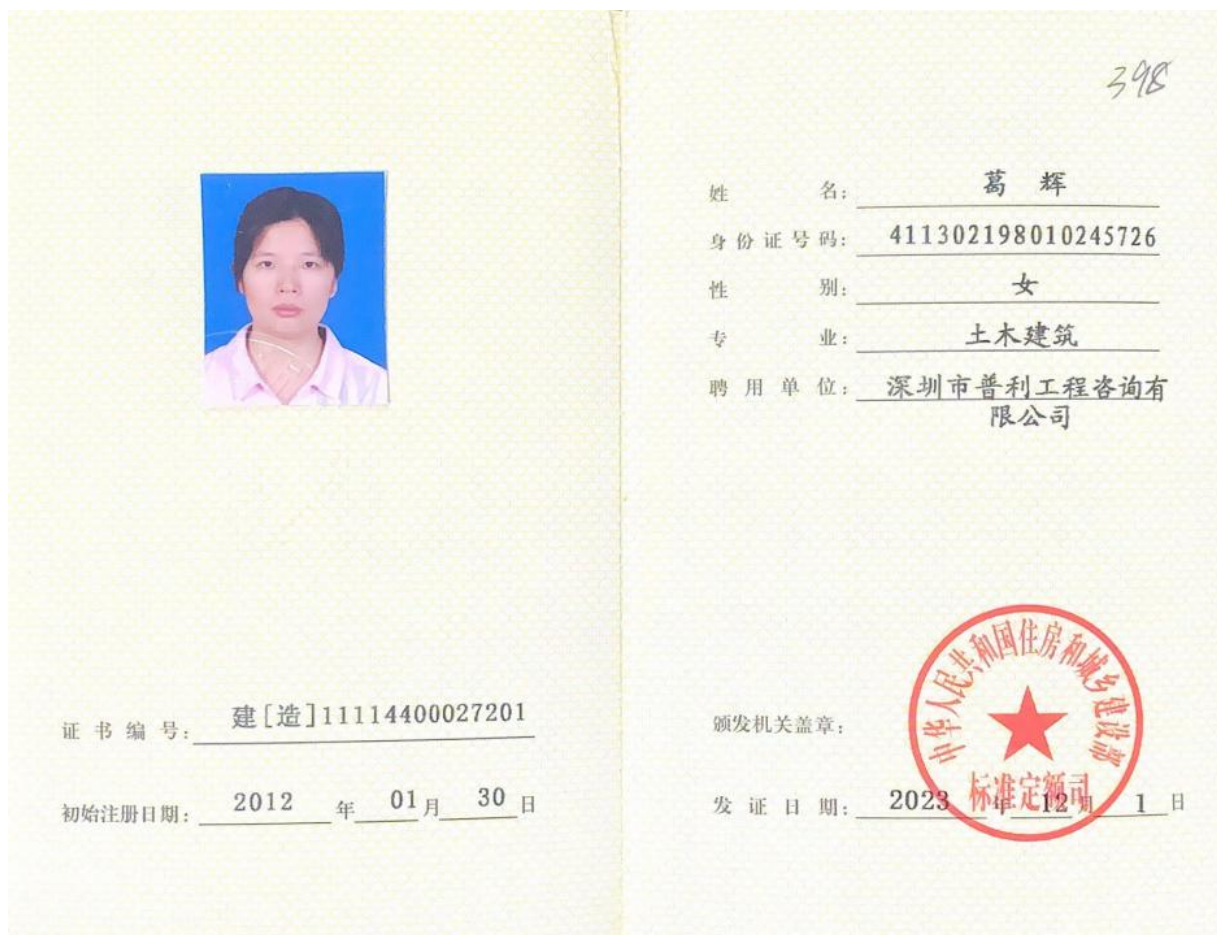 398
姓 名: 葛 辉
身份证号码: 411302198010245726
性 别: 女
专 业: 土木建筑
聘用单位: 深圳市普利工程咨询有
限公司
证书编号: 建[造]11114400027201
初始注册日期: 2012 年 01 月 30 日
颁发机关盖章:
中华人民共和国住房和城乡建设部
标准定额司
发证日期: 2023 年 12 月 1 日